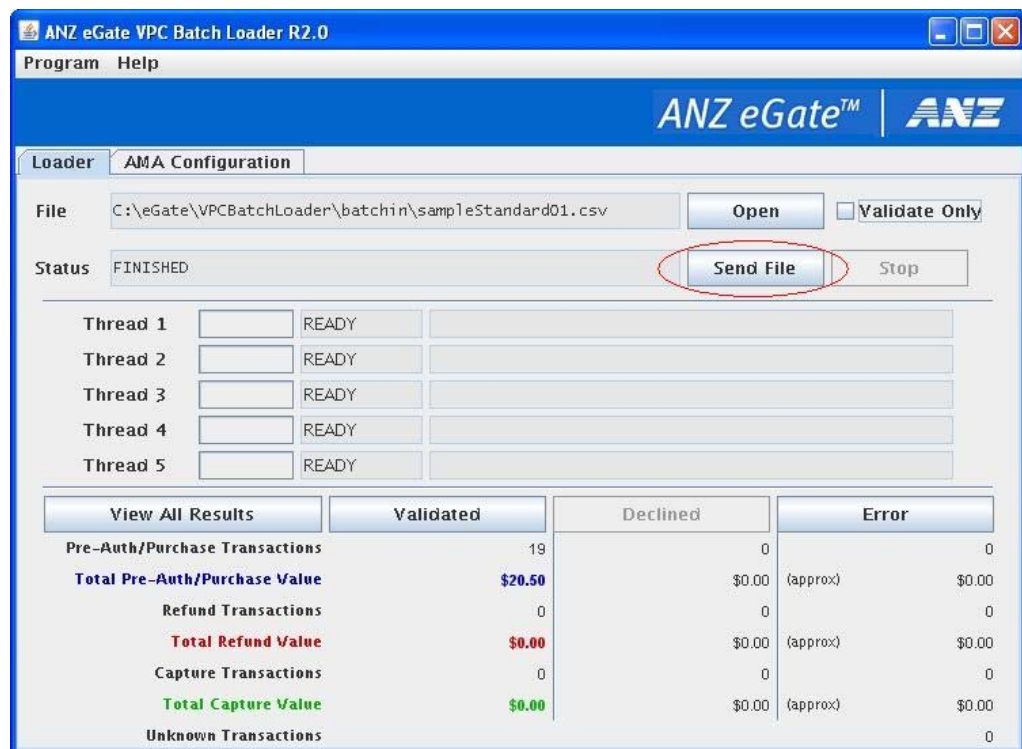 ANZ eGate VPC Batch Loader R2.0
Program Help
ANZ eGate™ ANZ
Loader AMA Configuration
File C:\eGate\VPCBatchLoader\batchin\sampleStandard01.csv Open Validate Only
Status FINISHED Send File Stop
Thread 1 READY
Thread 2 READY
Thread 3 READY
Thread 4 READY
Thread 5 READY
View All Results Validated Declined Error
Pre-Auth/Purchase Transactions 19 0 0
Total Pre-Auth/Purchase Value $20.50 $0.00 (approx) $0.00
Refund Transactions 0 0 0
Total Refund Value $0.00 $0.00 (approx) $0.00
Capture Transactions 0 0 0
Total Capture Value $0.00 $0.00 (approx) $0.00
Unknown Transactions 0